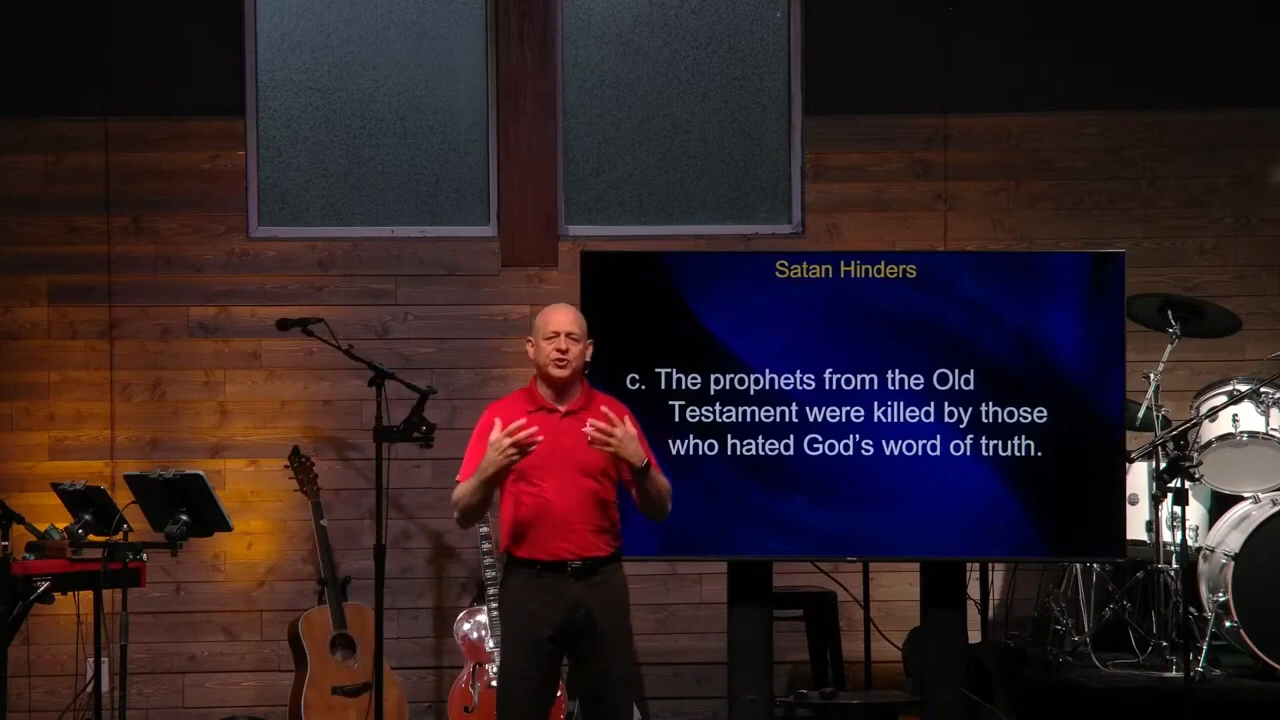 Satan Hinders
c. The prophets from the Old
Testament were killed by those
who hated God's word of truth.